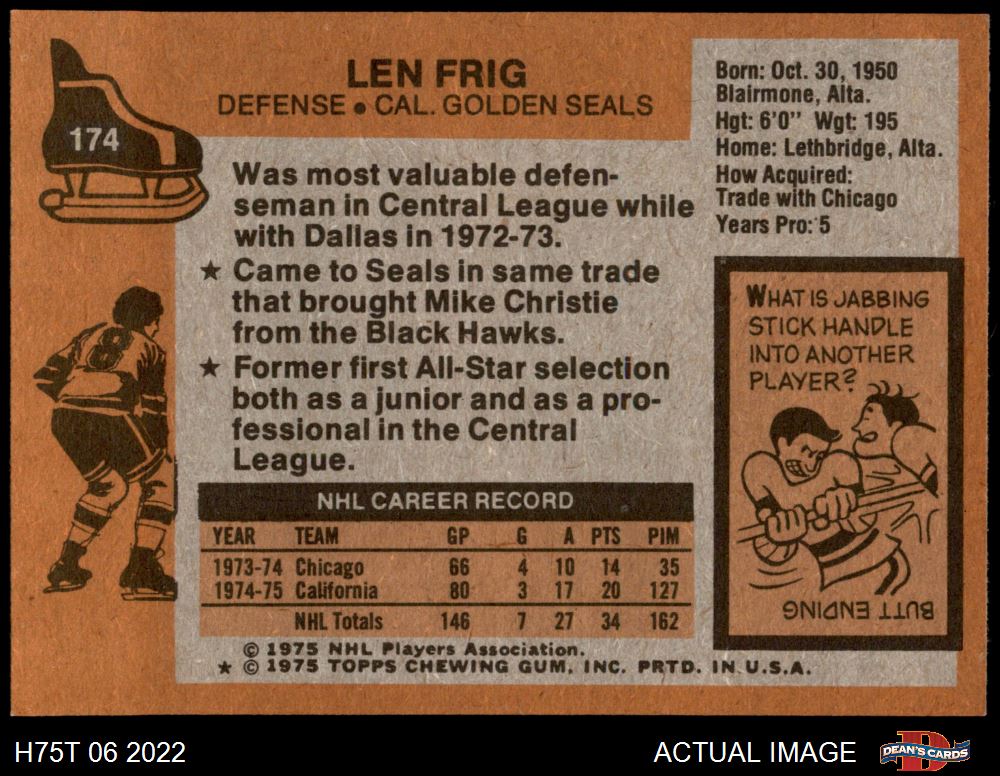 174
LEN FRIG
DEFENSE • CAL. GOLDEN SEALS
Born: Oct. 30, 1950
Blairmone, Alta.
Hgt: 6'0" Wgt: 195
Home: Lethbridge, Alta.
How Acquired:
Trade with Chicago
Years Pro: 5
Was most valuable defen-
seman in Central League while
with Dallas in 1972-73.
★ Came to Seals in same trade
that brought Mike Christie
from the Black Hawks.
★ Former first All-Star selection
both as a junior and as a pro-
fessional in the Central
League.
8
WHAT IS JABBING
STICK HANDLE
INTO ANOTHER
PLAYER?
BUTT ENDING
NHL CAREER RECORD
YEAR TEAM GP G A PTS PIM
1973-74 Chicago 66 4 10 14 35
1974-75 California 80 3 17 20 127
NHL Totals 146 7 27 34 162
© 1975 NHL Players Association.
★ © 1975 TOPPS CHEWING GUM, INC. PRTD. IN U.S.A.
H75T 06 2022
ACTUAL IMAGE
DEAN'S CARDS